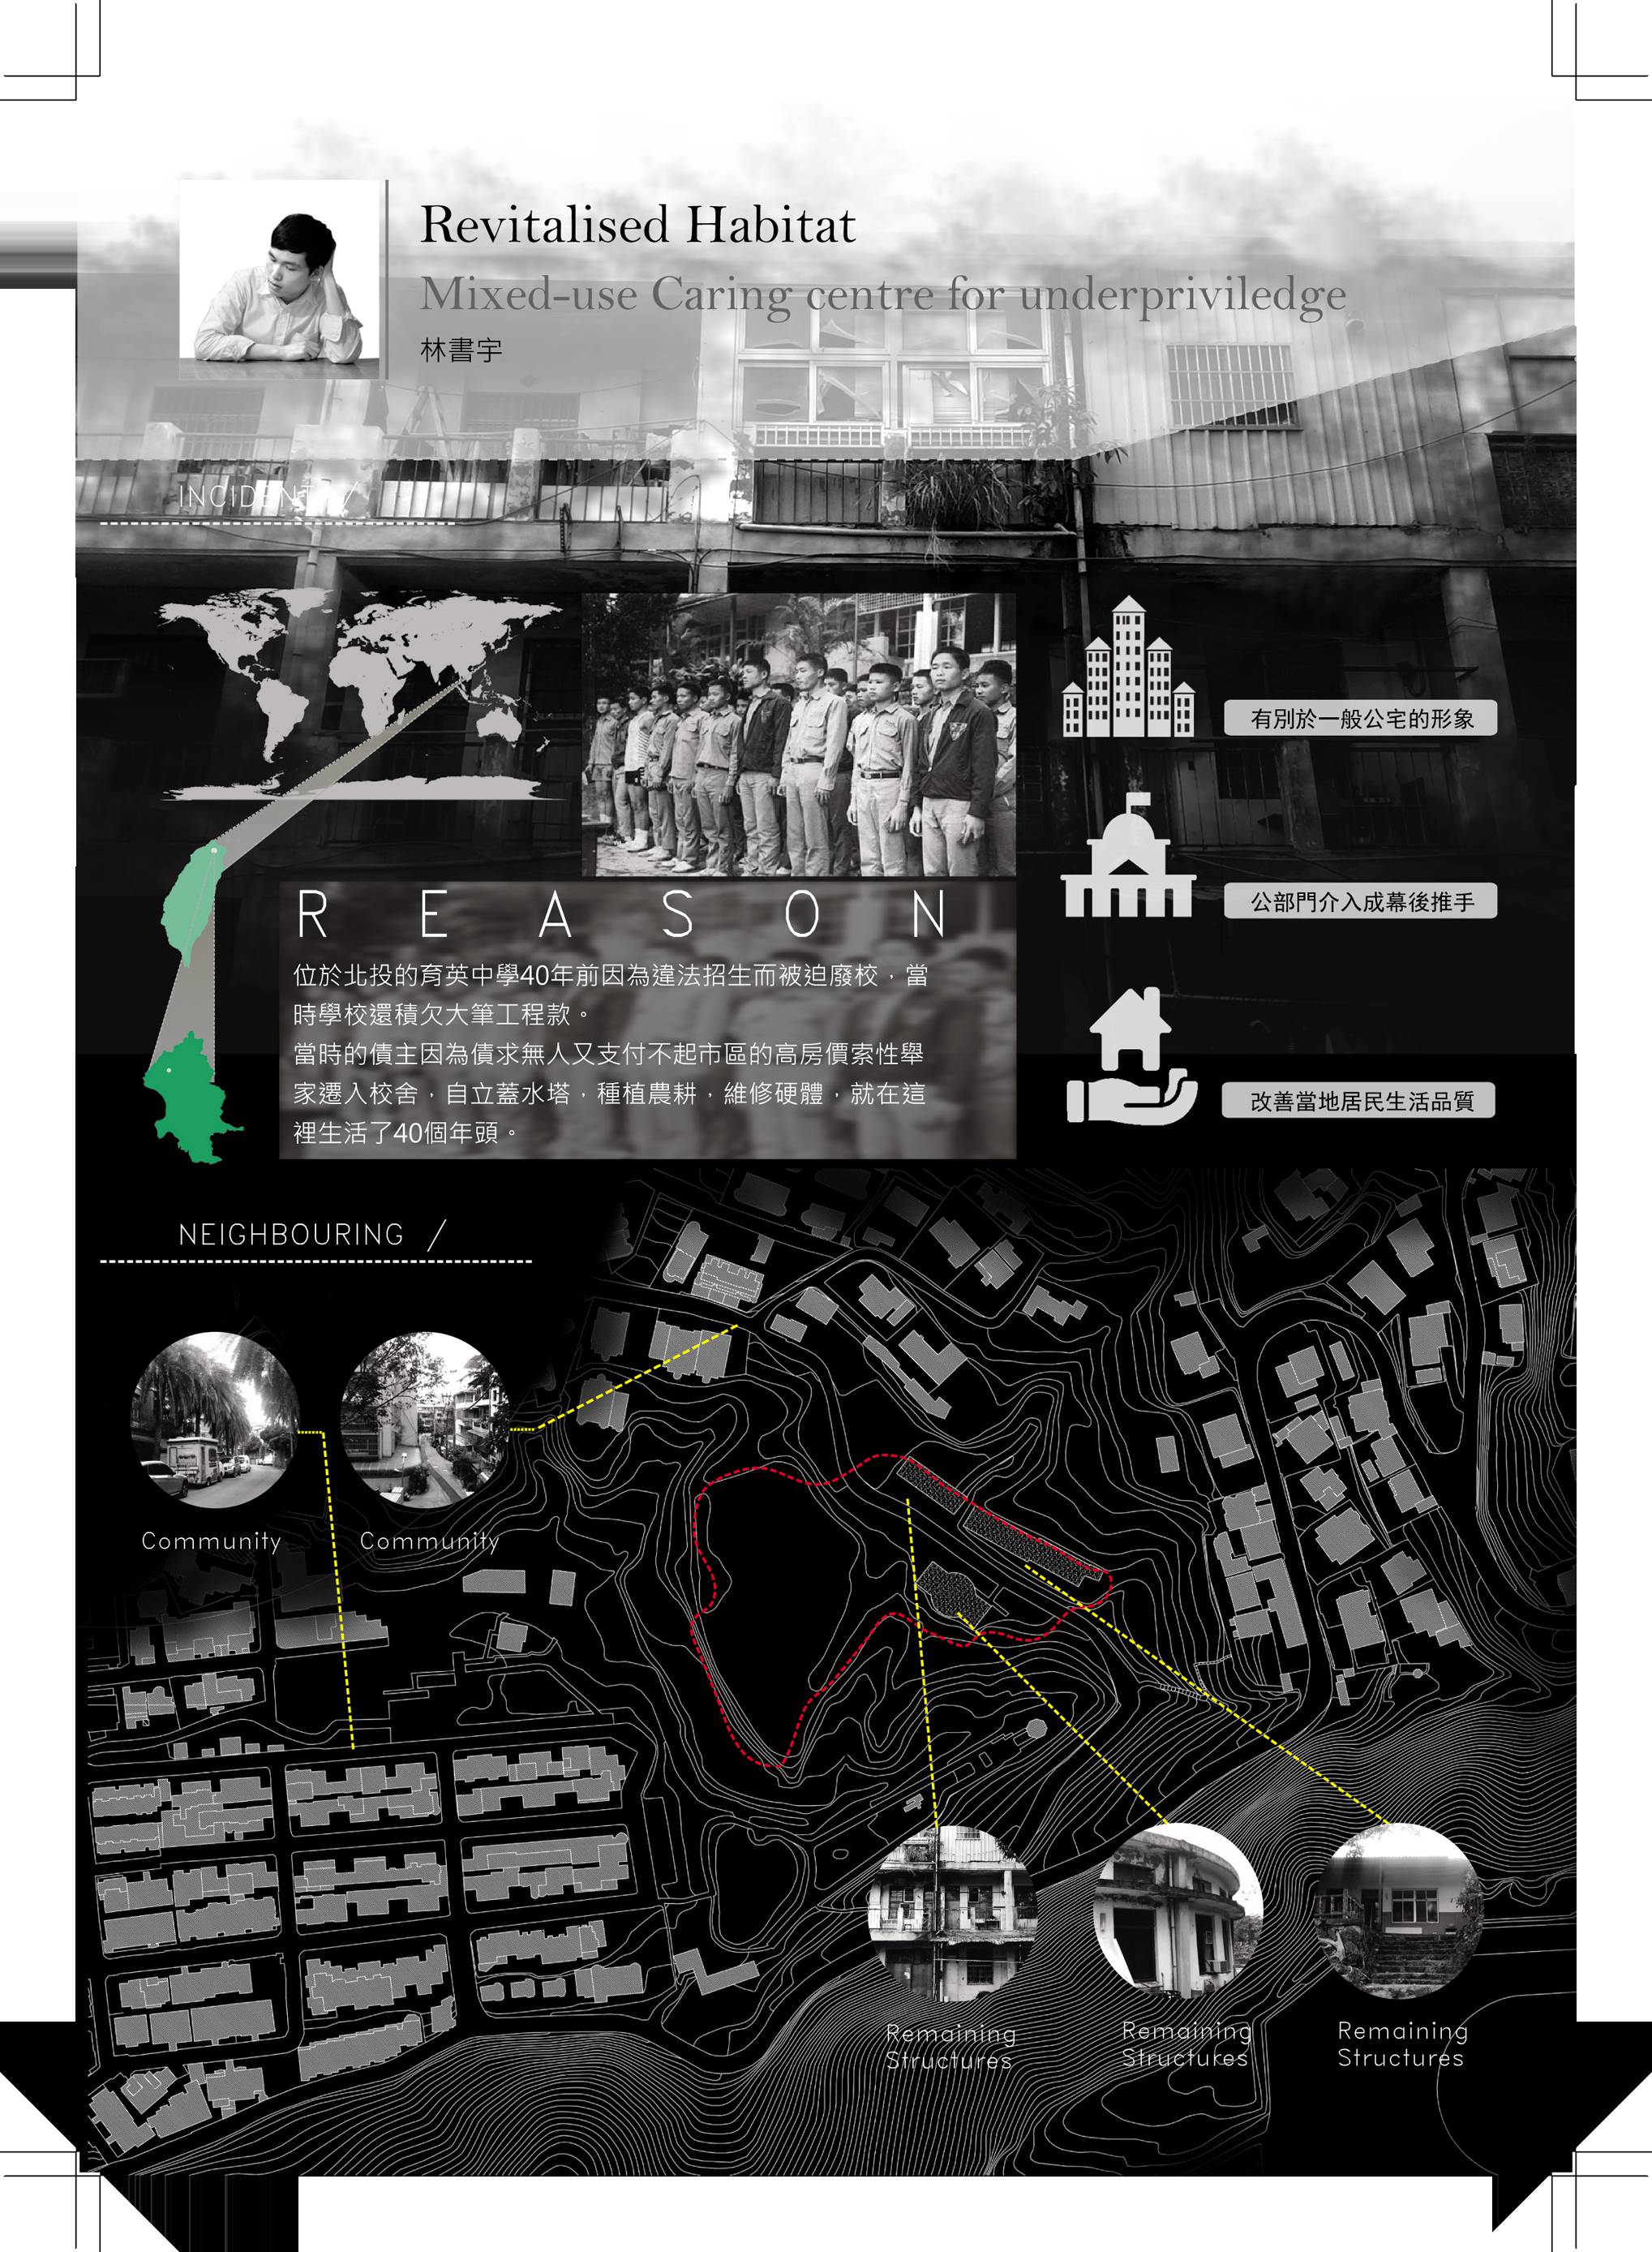 Revitalised Habitat
Mixed-use Caring centre for underpriviledge
林書宇
INCIDENT /
有別於一般公宅的形象
公部門介入成幕後推手
改善當地居民生活品質
REASON
位於北投的育英中學40年前因為違法招生而被迫廢校，當
時學校還積欠大筆工程款。
當時的債主因為債求無人又支付不起市區的高房價索性舉
家遷入校舍，自立蓋水塔，種植農耕，維修硬體，就在這
裡生活了40個年頭。
NEIGHBOURING /
Community
Community
Remaining
Structures
Remaining
Structures
Remaining
Structures